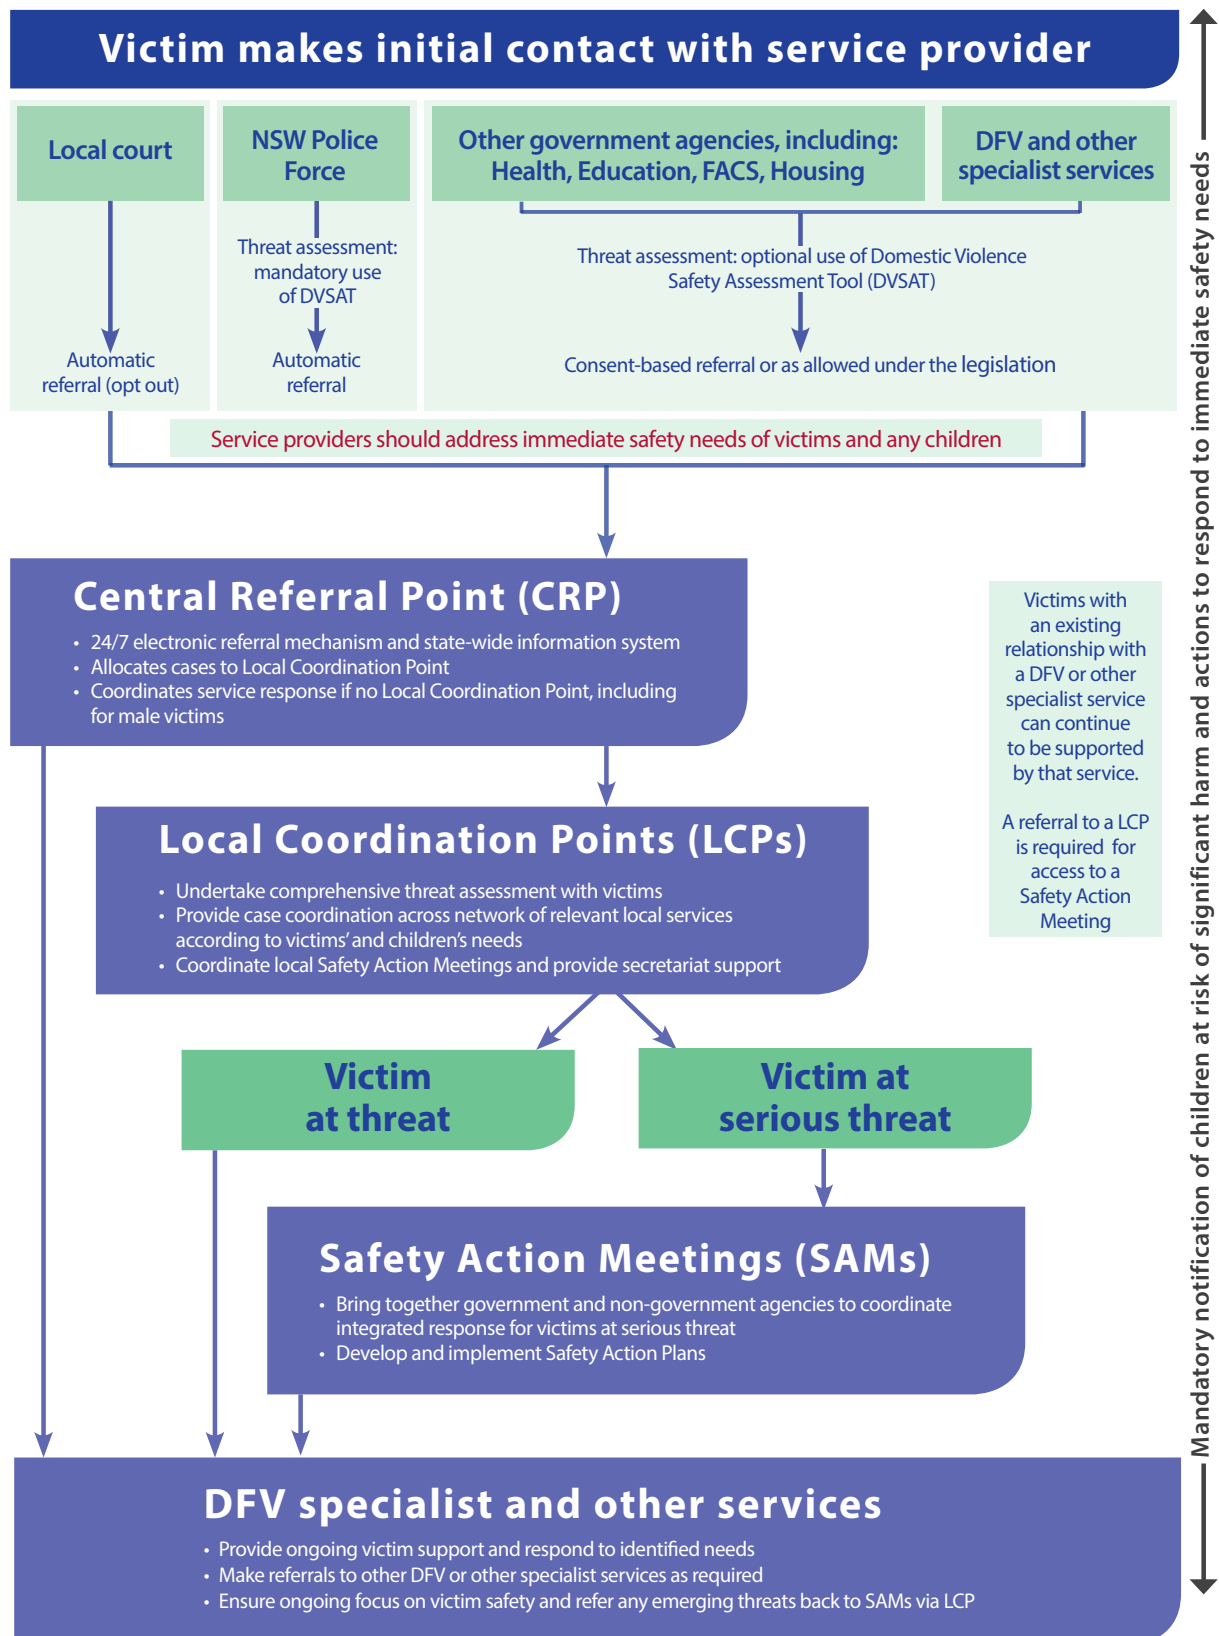 Victim makes initial contact with service provider
Local court
NSW Police
Force
Other government agencies, including:
Health, Education, FACS, Housing
DFV and other
specialist services
Threat assessment:
mandatory use
of DVSAT
Threat assessment: optional use of Domestic Violence
Safety Assessment Tool (DVSAT)
Automatic
referral (opt out)
Automatic
referral
Consent-based referral or as allowed under the legislation
Service providers should address immediate safety needs of victims and any children
Central Referral Point (CRP)
• 24/7 electronic referral mechanism and state-wide information system
• Allocates cases to Local Coordination Point
• Coordinates service response if no Local Coordination Point, including
for male victims
Victims with
an existing
relationship with
a DFV or other
specialist service
can continue
to be supported
by that service.
A referral to a LCP
is required for
access to a
Safety Action
Meeting
Local Coordination Points (LCPs)
• Undertake comprehensive threat assessment with victims
• Provide case coordination across network of relevant local services
according to victims’ and children’s needs
• Coordinate local Safety Action Meetings and provide secretariat support
Victim
at threat
Victim at
serious threat
Safety Action Meetings (SAMs)
• Bring together government and non-government agencies to coordinate
integrated response for victims at serious threat
• Develop and implement Safety Action Plans
DFV specialist and other services
• Provide ongoing victim support and respond to identified needs
• Make referrals to other DFV or other specialist services as required
• Ensure ongoing focus on victim safety and refer any emerging threats back to SAMs via LCP
Mandatory notification of children at risk of significant harm and actions to respond to immediate safety needs